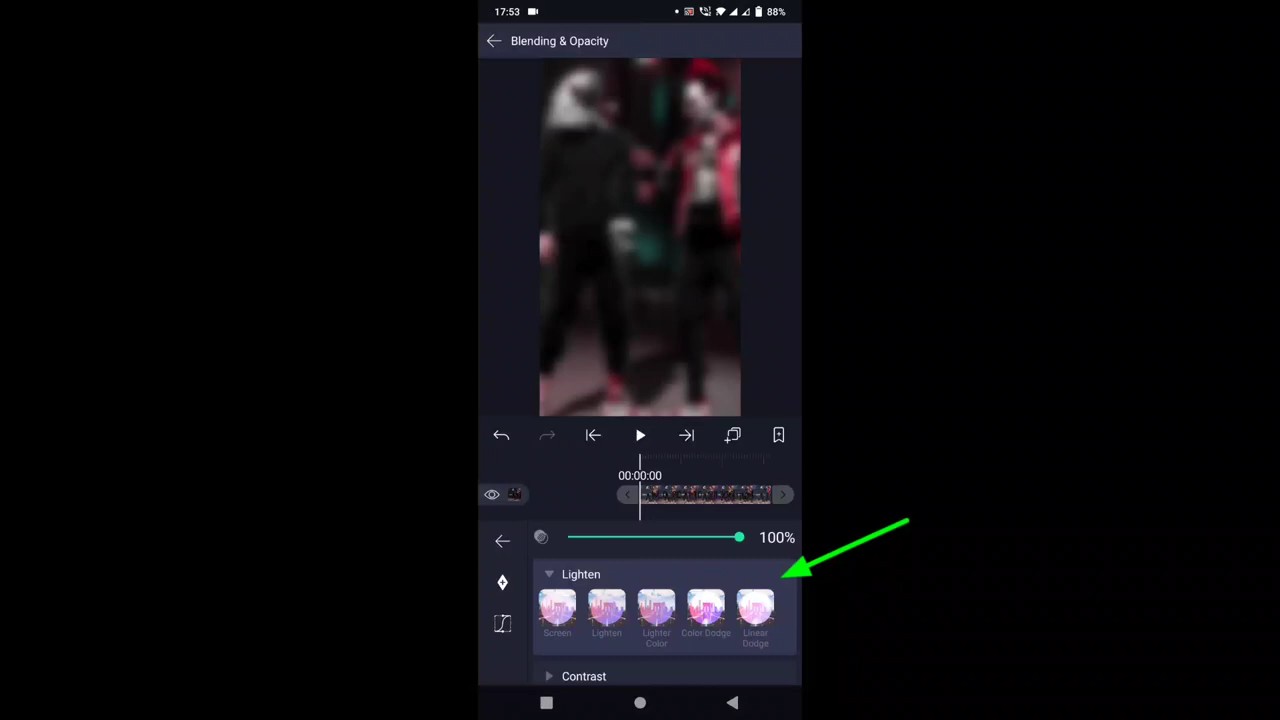 17:53
88%
Blending & Opacity
00:00:00
100%
Lighten
Screen
Lighten
Lighter
Color
Color Dodge
Linear
Dodge
Contrast